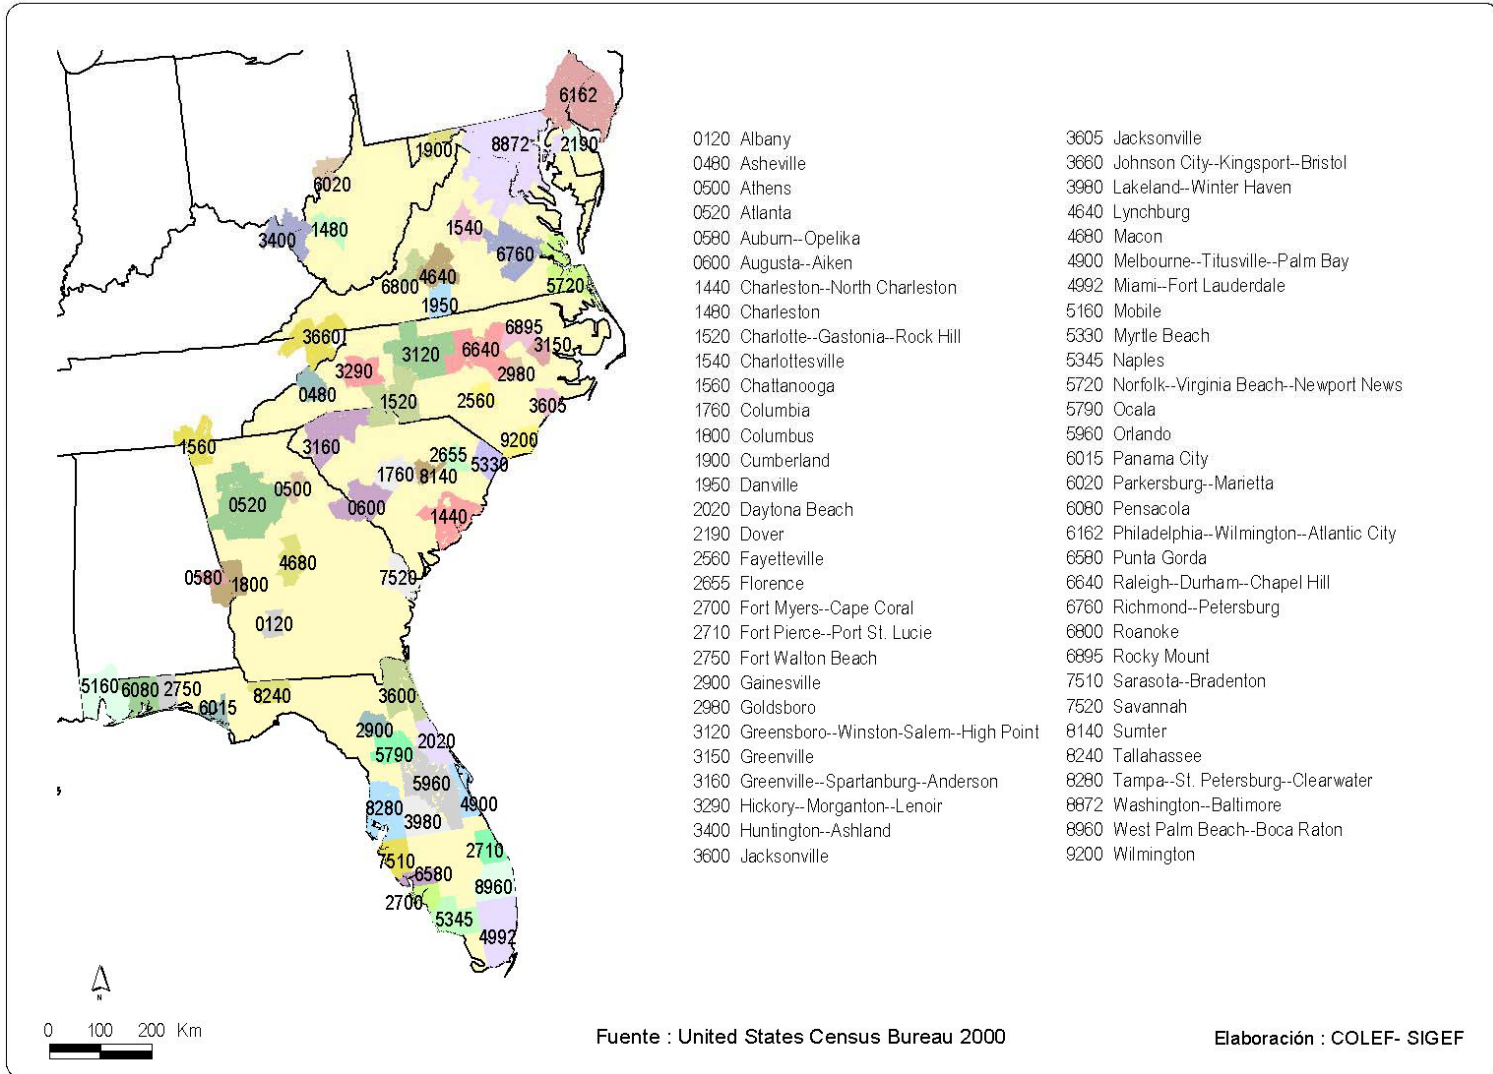 6162
1900
8872
2190
6020
1540
1480
3400
6760
4640
6800
5720
1950
6895
3660
3150
3120
6640
3290
2980
0480
1520
2560
3605
9200
1560
3160
2655
5330
1760
8140
0500
0520
0600
1440
4680
7520
0580
1800
0120
5160
6080
2750
8240
3600
6015
2900
2020
5790
5960
8280
4900
3980
2710
7510
6580
8960
2700
5345
4992
0120 Albany
0480 Asheville
0500 Athens
0520 Atlanta
0580 Auburn--Opelika
0600 Augusta--Aiken
1440 Charleston--North Charleston
1480 Charleston
1520 Charlotte--Gastonia--Rock Hill
1540 Charlottesville
1560 Chattanooga
1760 Columbia
1800 Columbus
1900 Cumberland
1950 Danville
2020 Daytona Beach
2190 Dover
2560 Fayetteville
2655 Florence
2700 Fort Myers--Cape Coral
2710 Fort Pierce--Port St. Lucie
2750 Fort Walton Beach
2900 Gainesville
2980 Goldsboro
3120 Greensboro--Winston-Salem--High Point
3150 Greenville
3160 Greenville--Spartanburg--Anderson
3290 Hickory--Morganton--Lenoir
3400 Huntington--Ashland
3600 Jacksonville
3605 Jacksonville
3660 Johnson City--Kingsport--Bristol
3980 Lakeland--Winter Haven
4640 Lynchburg
4680 Macon
4900 Melbourne--Titusville--Palm Bay
4992 Miami--Fort Lauderdale
5160 Mobile
5330 Myrtle Beach
5345 Naples
5720 Norfolk--Virginia Beach--Newport News
5790 Ocala
5960 Orlando
6015 Panama City
6020 Parkersburg--Marietta
6080 Pensacola
6162 Philadelphia--Wilmington--Atlantic City
6580 Punta Gorda
6640 Raleigh--Durham--Chapel Hill
6760 Richmond--Petersburg
6800 Roanoke
6895 Rocky Mount
7510 Sarasota--Bradenton
7520 Savannah
8140 Sumter
8240 Tallahassee
8280 Tampa--St. Petersburg--Clearwater
8872 Washington--Baltimore
8960 West Palm Beach--Boca Raton
9200 Wilmington
N
0 100 200 Km
Fuente : United States Census Bureau 2000
Elaboración : COLEF- SIGEF